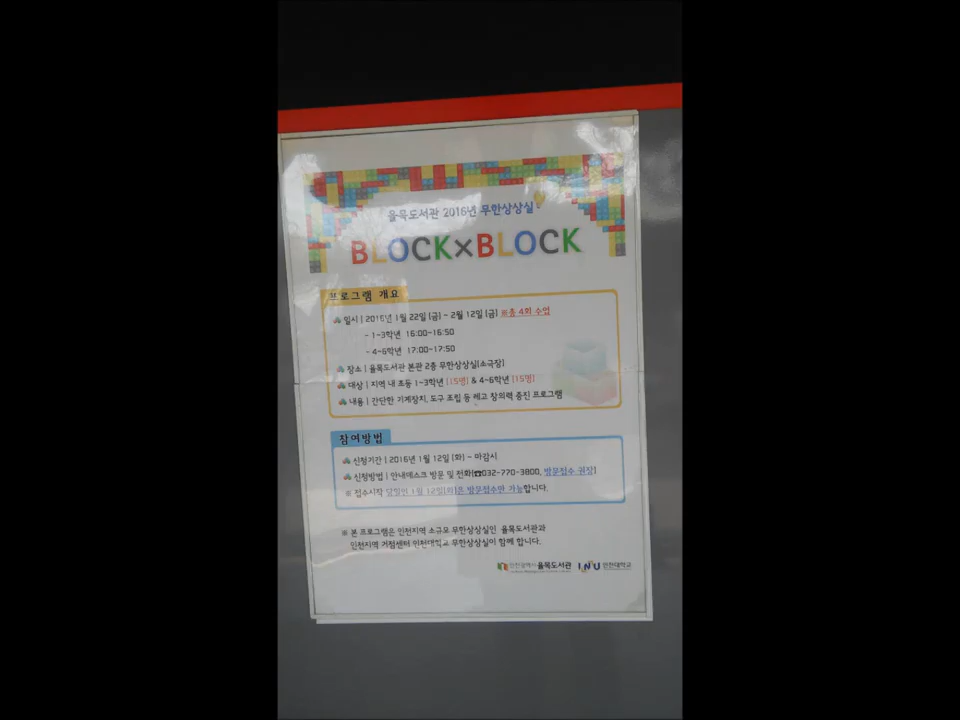 율목도서관 2016년 무한상상실
BLOCK×BLOCK
프로그램 개요
일시 | 2016년 1월 22일(금) ~ 2월 12일(금) ※총 4회 수업
- 1~3학년 16:00~16:50
- 4~6학년 17:00~17:50
장소 | 율목도서관 본관 2층 무한상상실(소극장)
대상 | 지역 내 초등 1~3학년 (15명) & 4~6학년 (15명)
내용 | 간단한 기계장치, 도구 조립 등 레고 창의력 증진 프로그램
참여방법
신청기간 | 2016년 1월 12일 (화) ~ 마감시
신청방법 | 안내데스크 방문 및 전화(☎032-770-3800, 방문접수 권장)
※ 접수시작 당일인 1월 12일(화)은 방문접수만 가능합니다.
※ 본 프로그램은 인천지역 소규모 무한상상실인 율목도서관과
인천지역 거점센터 인천대학교 무한상상실이 함께 합니다.
인천광역시 율목도서관 INU 인천대학교